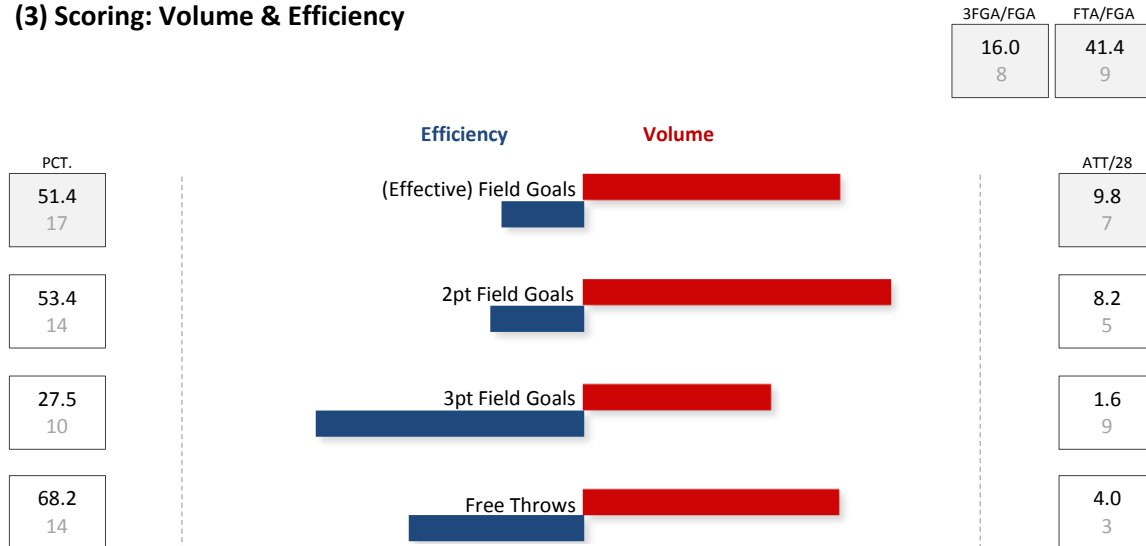 (3) Scoring: Volume & Efficiency
3FGA/FGA FTA/FGA
16.0 41.4
8 9
Efficiency Volume
PCT. ATT/28
(Effective) Field Goals
51.4 9.8
17 7
2pt Field Goals
53.4 8.2
14 5
3pt Field Goals
27.5 1.6
10 9
Free Throws
68.2 4.0
14 3